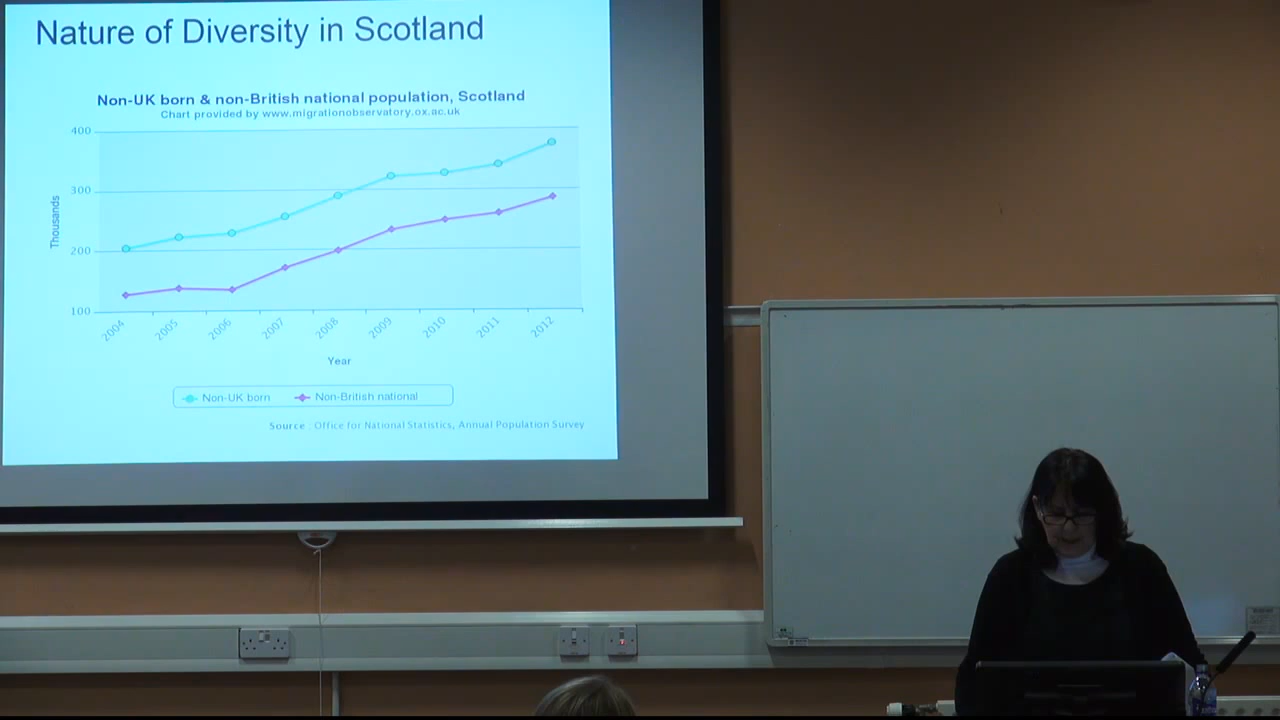 Nature of Diversity in Scotland
Non-UK born & non-British national population, Scotland
Chart provided by www.migrationobservatory.ox.ac.uk
400
300
200
100
Thousands
2004
2005
2006
2007
2008
2009
2010
2011
2012
Year
Non-UK born
Non-British national
Source : Office for National Statistics, Annual Population Survey